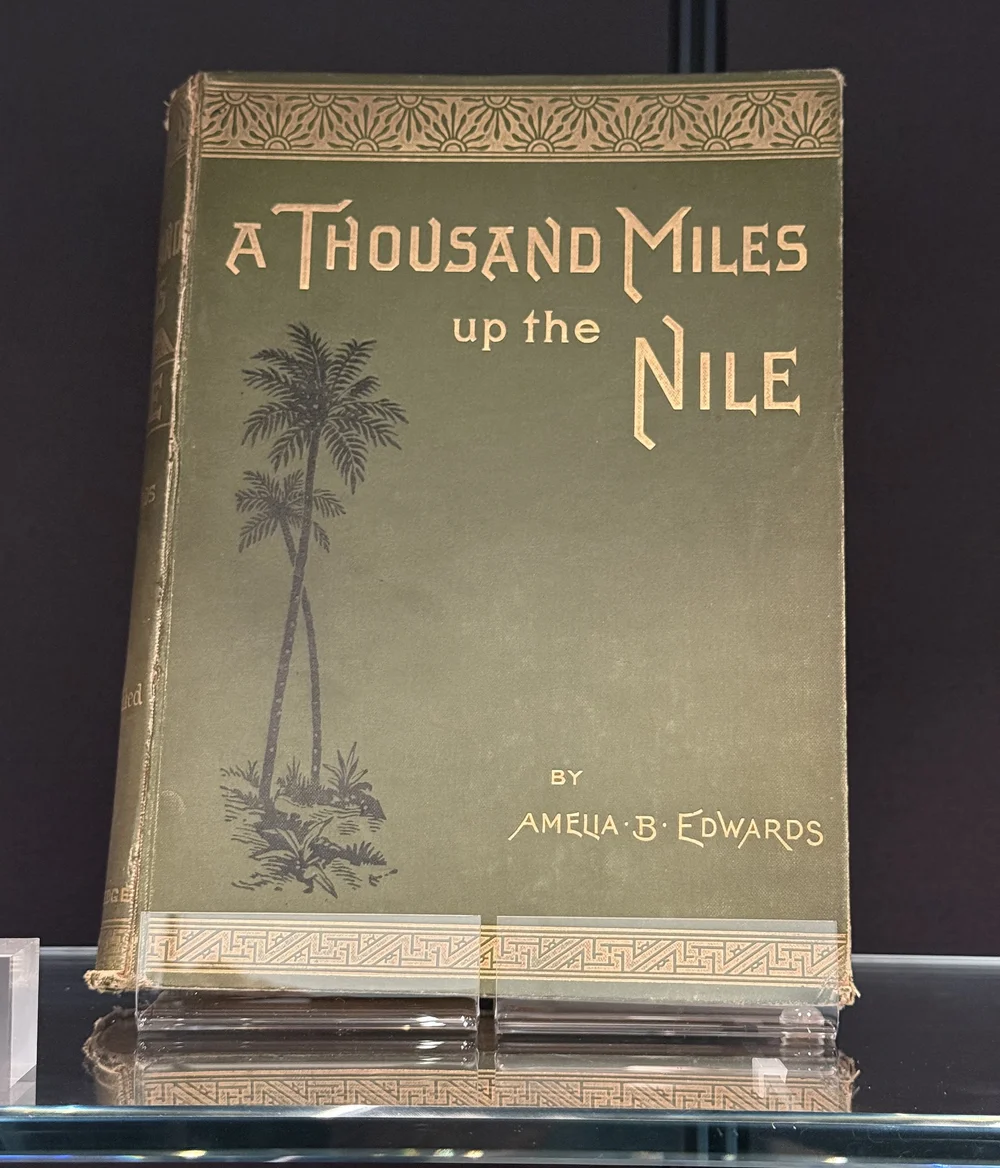 A THOUSAND MILES
up the
NILE
BY
AMELIA·B·EDWARDS